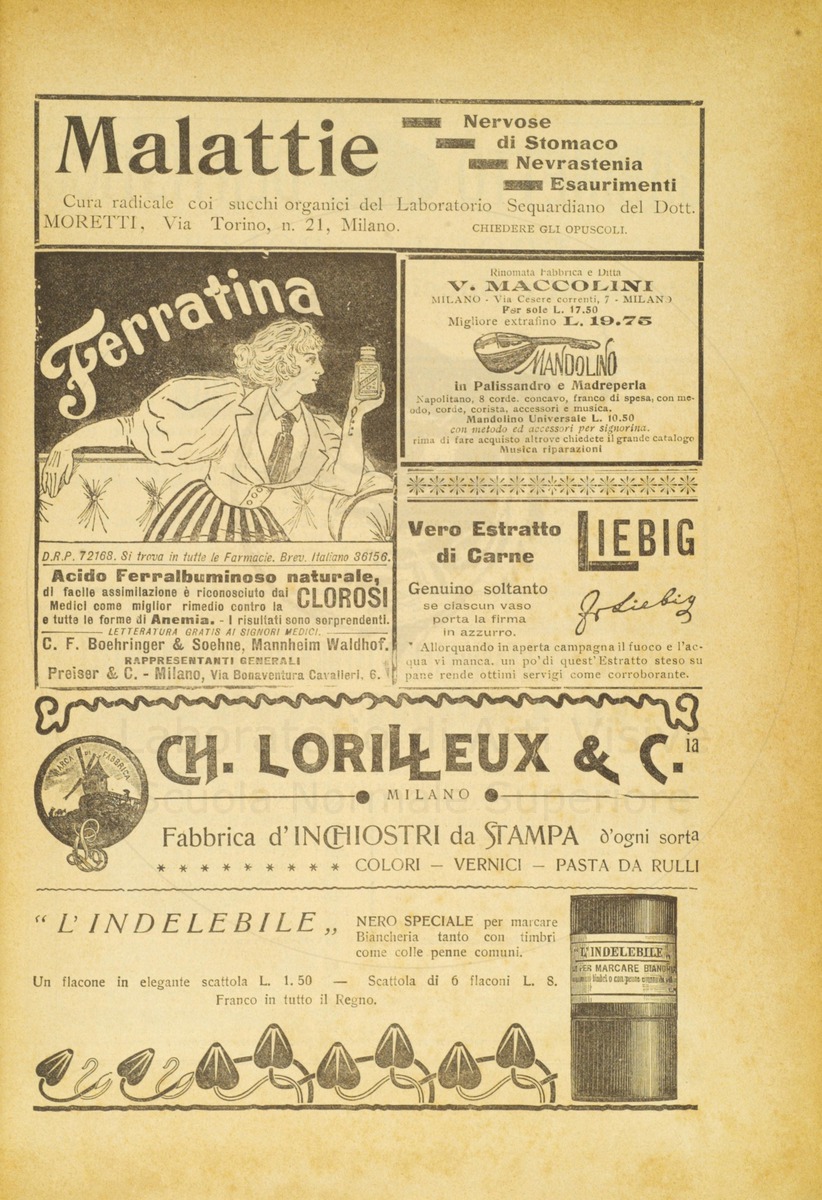 Malattie
Nervose
di Stomaco
Nevrastenia
Esaurimenti
Cura radicale coi succhi organici del Laboratorio Sequardiano del Dott.
MORETTI, Via Torino, n. 21, Milano. CHIEDERE GLI OPUSCOLI.
Ferratina
D.R.P. 72168. Si trova in tutte le Farmacie. Brev. Italiano 36156.
Acido Ferralbuminoso naturale,
di facile assimilazione è riconosciuto dai
Medici come miglior rimedio contro la CLOROSI
e tutte le forme di Anemia. - I risultati sono sorprendenti.
LETTERATURA GRATIS AI SIGNORI MEDICI.
C. F. Boehringer & Soehne, Mannheim Waldhof.
RAPPRESENTANTI GENERALI
Preiser & C. - Milano, Via Bonaventura Cavalleri, 6.
Rinomata Fabbrica e Ditta
V. MACCOLINI
MILANO - Via Cesere correnti, 7 - MILANO
Per sole L. 17.50
Migliore extrafino L. 19.75
MANDOLINO
in Palissandro e Madreperla
Napolitano, 8 corde. concavo, franco di spesa, con me-
odo, corde, corista, accessori e musica.
Mandolino Universale L. 10.50
con metodo ed accessori per signorina.
rima di fare acquisto altrove chiedete il grande catalogo
Musica riparazioni
Vero Estratto
di Carne
LIEBIG
Genuino soltanto
se ciascun vaso
porta la firma
in azzurro.
Jv Liebig
* Allorquando in aperta campagna il fuoco e l'ac-
qua vi manca. un po' di quest' Estratto steso su
pane rende ottimi servigi come corroborante.
MARCA DI FABBRICA
CH. LORILLEUX & C.ia
MILANO
Fabbrica d'INCHIOSTRI da STAMPA d'ogni sorta
* * * * * * * * * COLORI — VERNICI — PASTA DA RULLI
“ L'INDELEBILE „
NERO SPECIALE per marcare
Biancheria tanto con timbri
come colle penne comuni.
Un flacone in elegante scattola L. 1. 50 — Scattola di 6 flaconi L. 8.
Franco in tutto il Regno.
"L'INDELEBILE„
PER MARCARE